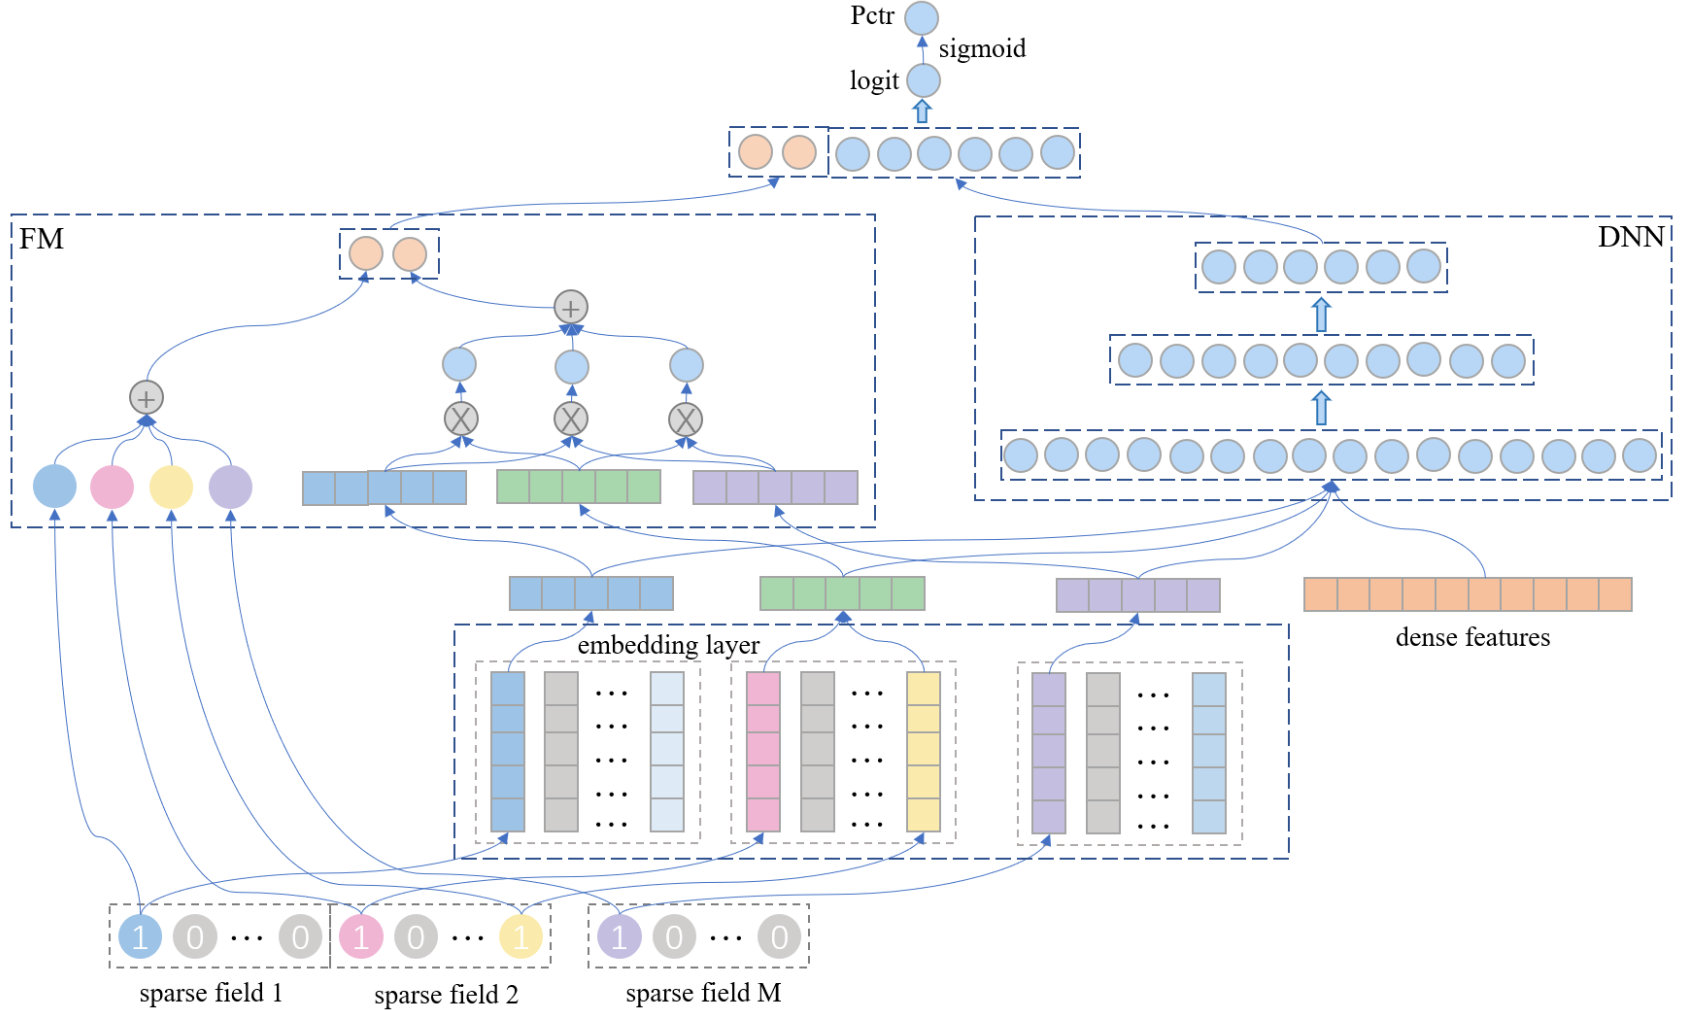 Pctr
sigmoid
logit
FM
DNN
+
+
X X X
embedding layer
... ...
... ...
... ...
... ...
... ...
...
...
...
...
...
dense features
1 0 ... 0 1 0 ... 1 1 0 ... 0
sparse field 1 sparse field 2 sparse field M